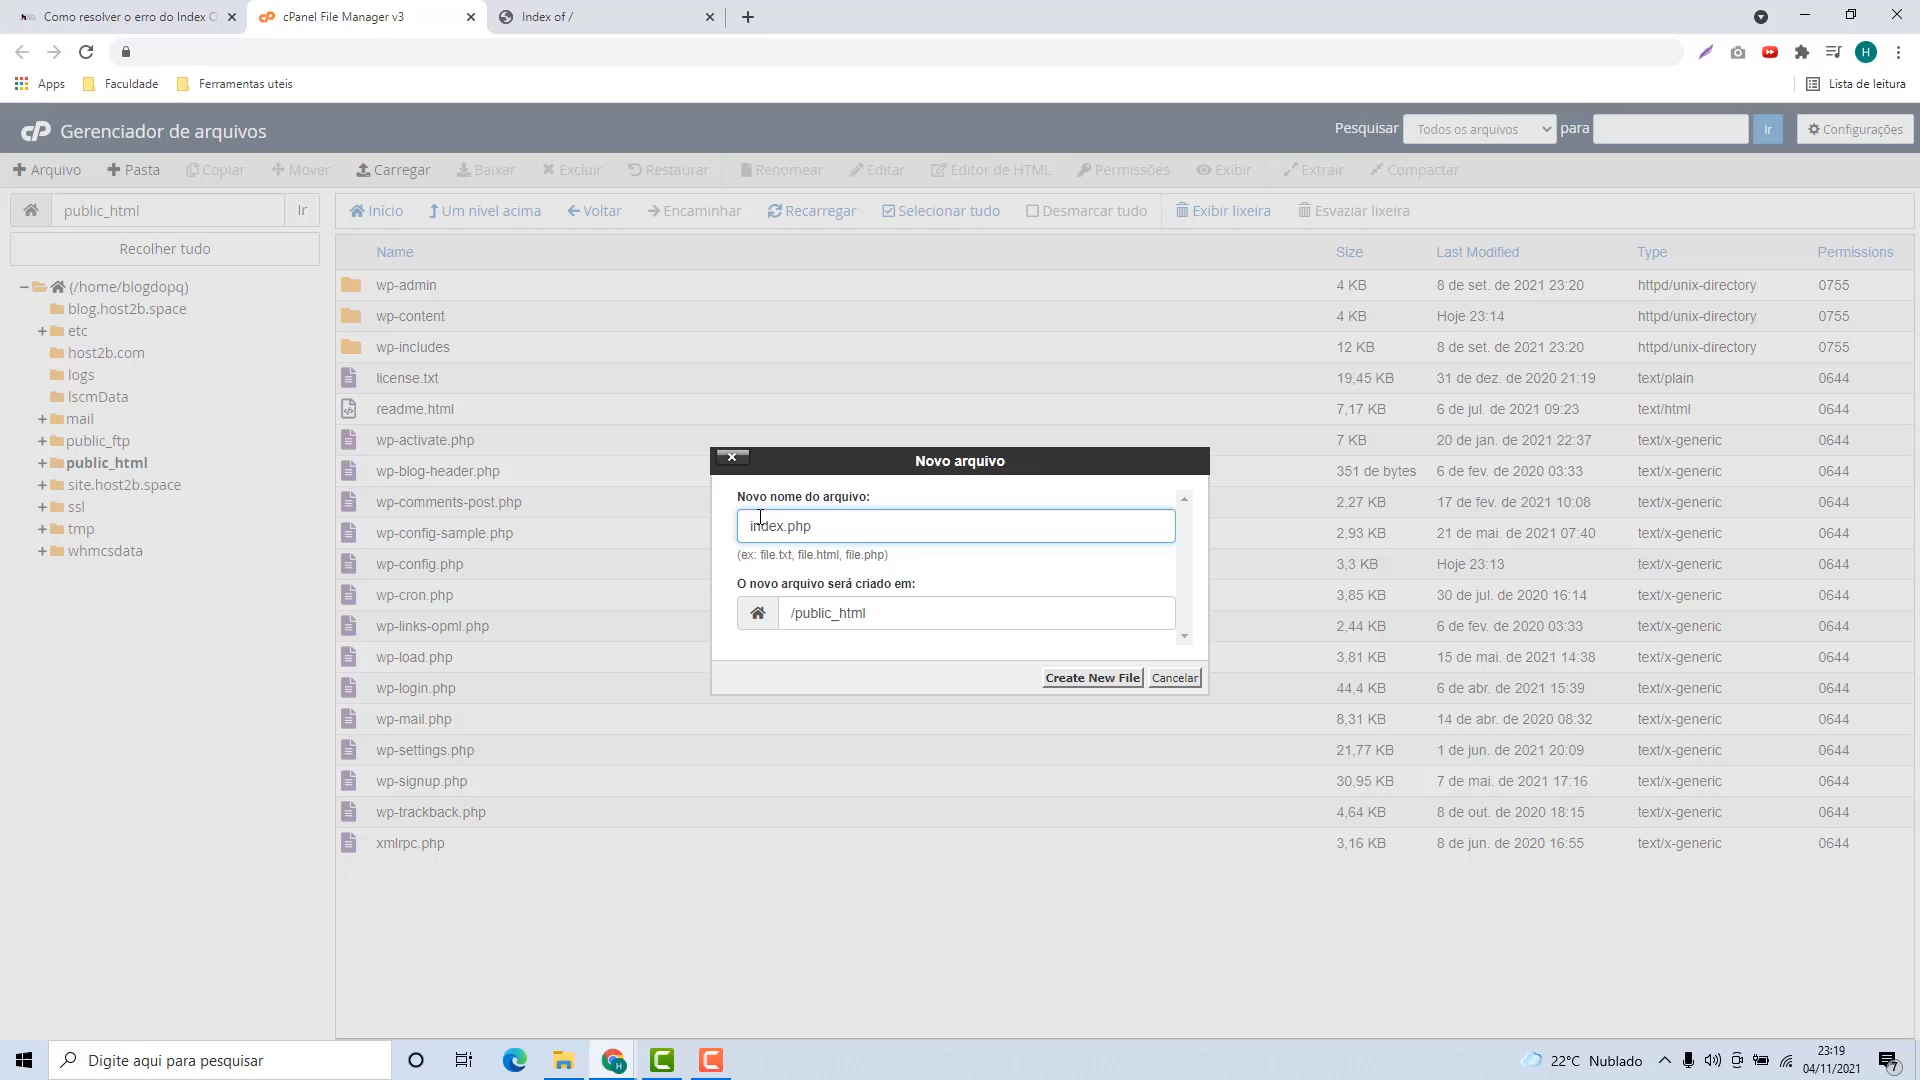 Como resolver o erro do Index O
cPanel File Manager v3
Index of /
Apps
Faculdade
Ferramentas uteis
H
Lista de leitura
cP Gerenciador de arquivos
Pesquisar
Todos os arquivos
para
Ir
Configurações
Arquivo
Pasta
Copiar
Mover
Carregar
Baixar
Excluir
Restaurar
Renomear
Editar
Editor de HTML
Permissões
Exibir
Extrair
Compactar
public_html
Ir
Início
Um nível acima
Voltar
Encaminhar
Recarregar
Selecionar tudo
Desmarcar tudo
Exibir lixeira
Esvaziar lixeira
Recolher tudo
(/home/blogdopq)
blog.host2b.space
etc
host2b.com
logs
lscmData
mail
public_ftp
public_html
site.host2b.space
ssl
tmp
whmcsdata
Name Size Last Modified Type Permissions
wp-admin 4 KB 8 de set. de 2021 23:20 httpd/unix-directory 0755
wp-content 4 KB Hoje 23:14 httpd/unix-directory 0755
wp-includes 12 KB 8 de set. de 2021 23:20 httpd/unix-directory 0755
license.txt 19,45 KB 31 de dez. de 2020 21:19 text/plain 0644
readme.html 7,17 KB 6 de jul. de 2021 09:23 text/html 0644
wp-activate.php 7 KB 20 de jan. de 2021 22:37 text/x-generic 0644
wp-blog-header.php 351 de bytes 6 de fev. de 2020 03:33 text/x-generic 0644
wp-comments-post.php 2,27 KB 17 de fev. de 2021 10:08 text/x-generic 0644
wp-config-sample.php 2,93 KB 21 de mai. de 2021 07:40 text/x-generic 0644
wp-config.php 3,3 KB Hoje 23:13 text/x-generic 0644
wp-cron.php 3,85 KB 30 de jul. de 2020 16:14 text/x-generic 0644
wp-links-opml.php 2,44 KB 6 de fev. de 2020 03:33 text/x-generic 0644
wp-load.php 3,81 KB 15 de mai. de 2021 14:38 text/x-generic 0644
wp-login.php 44,4 KB 6 de abr. de 2021 15:39 text/x-generic 0644
wp-mail.php 8,31 KB 14 de abr. de 2020 08:32 text/x-generic 0644
wp-settings.php 21,77 KB 1 de jun. de 2021 20:09 text/x-generic 0644
wp-signup.php 30,95 KB 7 de mai. de 2021 17:16 text/x-generic 0644
wp-trackback.php 4,64 KB 8 de out. de 2020 18:15 text/x-generic 0644
xmlrpc.php 3,16 KB 8 de jun. de 2020 16:55 text/x-generic 0644
Novo arquivo
Novo nome do arquivo:
index.php
(ex: file.txt, file.html, file.php)
O novo arquivo será criado em:
/public_html
Create New File
Cancelar
Digite aqui para pesquisar
22°C Nublado
23:19
04/11/2021
7